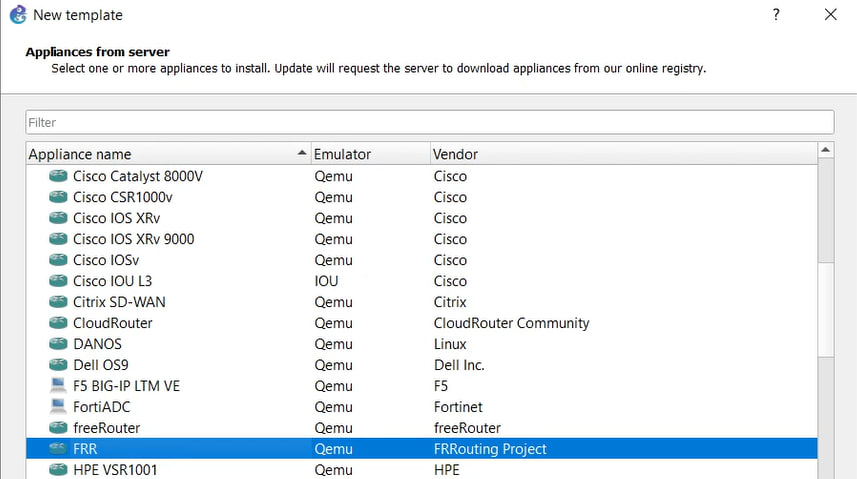 New template
?
Appliances from server
Select one or more appliances to install. Update will request the server to download appliances from our online registry.
Filter
Appliance name Emulator Vendor
Cisco Catalyst 8000V Qemu Cisco
Cisco CSR1000v Qemu Cisco
Cisco IOS XRv Qemu Cisco
Cisco IOS XRv 9000 Qemu Cisco
Cisco IOSv Qemu Cisco
Cisco IOU L3 IOU Cisco
Citrix SD-WAN Qemu Citrix
CloudRouter Qemu CloudRouter Community
DANOS Qemu Linux
Dell OS9 Qemu Dell Inc.
F5 BIG-IP LTM VE Qemu F5
FortiADC Qemu Fortinet
freeRouter Qemu freeRouter
FRR Qemu FRRouting Project
HPE VSR1001 Qemu HPE